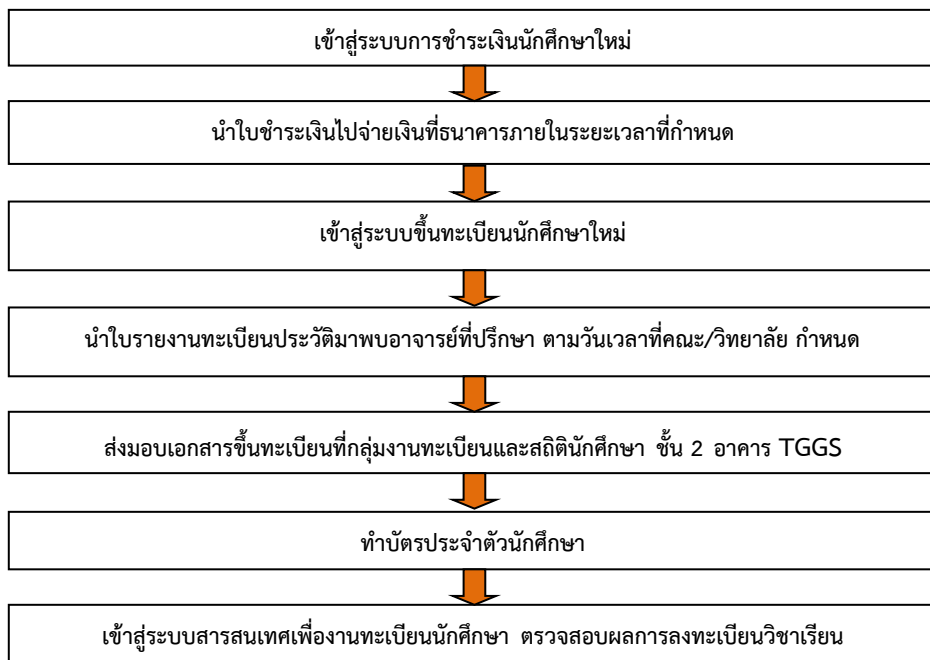 เข้าสู่ระบบการชำระเงินนักศึกษาใหม่
นำใบชำระเงินไปจ่ายเงินที่ธนาคารภายในระยะเวลาที่กำหนด
เข้าสู่ระบบขึ้นทะเบียนนักศึกษาใหม่
นำใบรายงานทะเบียนประวัติมาพบอาจารย์ที่ปรึกษา ตามวันเวลาที่คณะ/วิทยาลัย กำหนด
ส่งมอบเอกสารขึ้นทะเบียนที่กลุ่มงานทะเบียนและสถิตินักศึกษา ชั้น 2 อาคาร TGGS
ทำบัตรประจำตัวนักศึกษา
เข้าสู่ระบบสารสนเทศเพื่องานทะเบียนนักศึกษา ตรวจสอบผลการลงทะเบียนวิชาเรียน